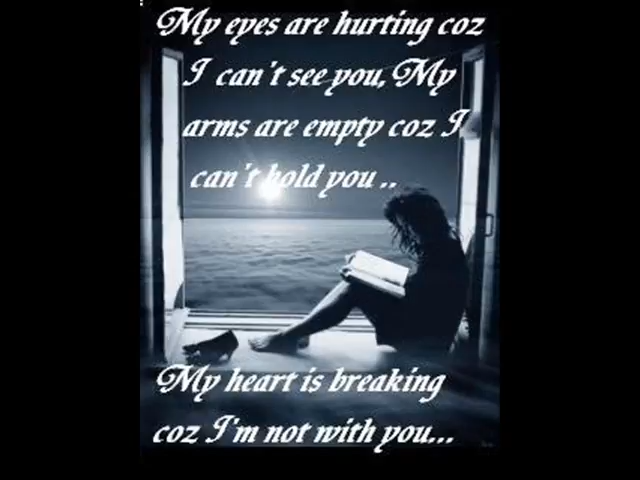 My eyes are hurting coz
I can't see you, My
arms are empty coz I
can't hold you ..
My heart is breaking
coz I'm not with you...